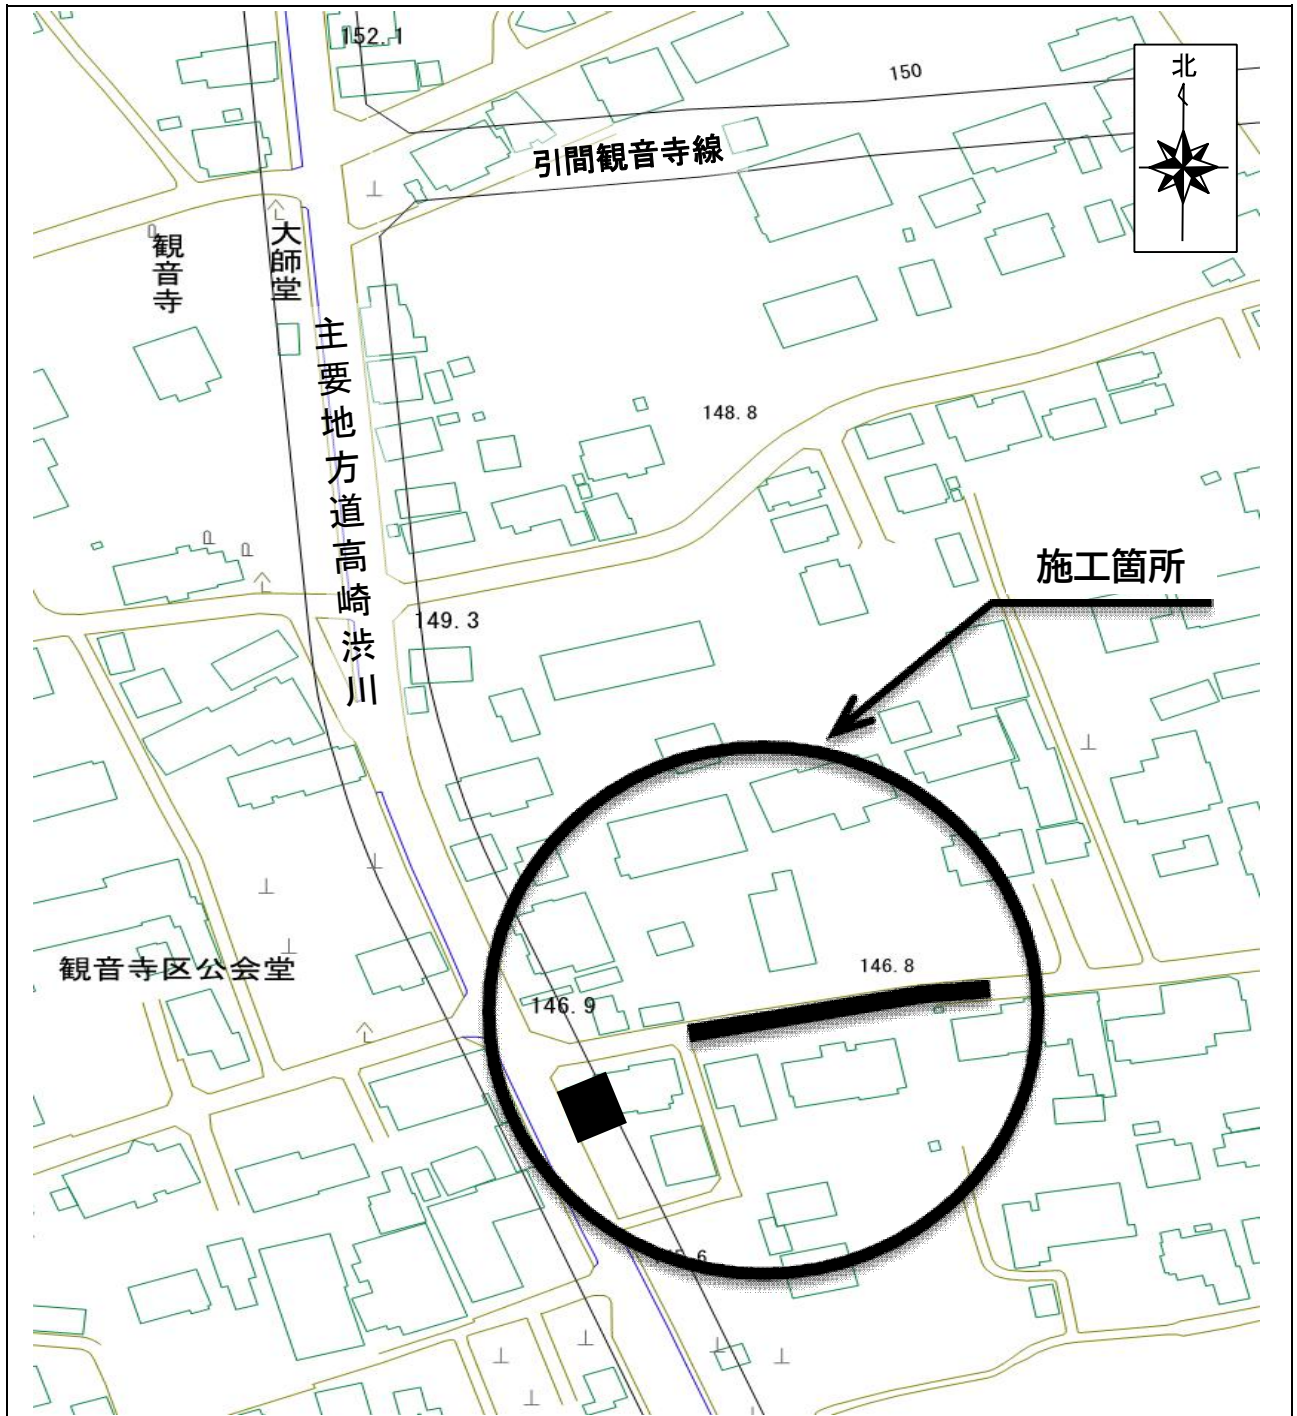 152.1
150
北
引間観音寺線
観音寺
大師堂
主要地方道高崎渋川
148.8
施工箇所
149.3
146.8
観音寺区公会堂
146.9